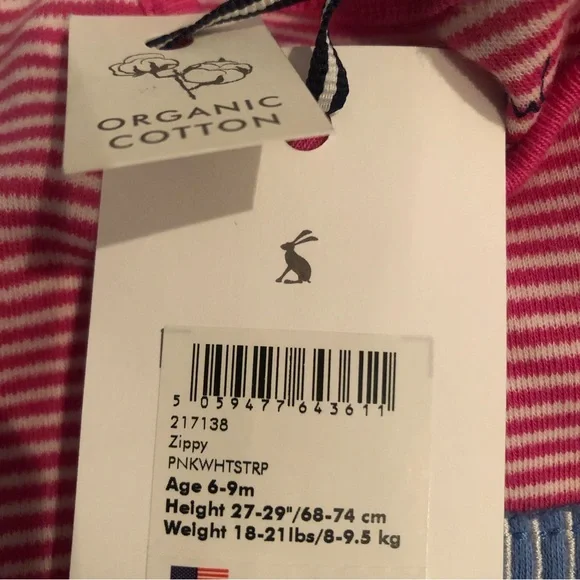 ORGANIC
COTTON
5 059477 643611
217138
Zippy
PNKWHTSTRP
Age 6-9m
Height 27-29"/68-74 cm
Weight 18-21lbs/8-9.5 kg